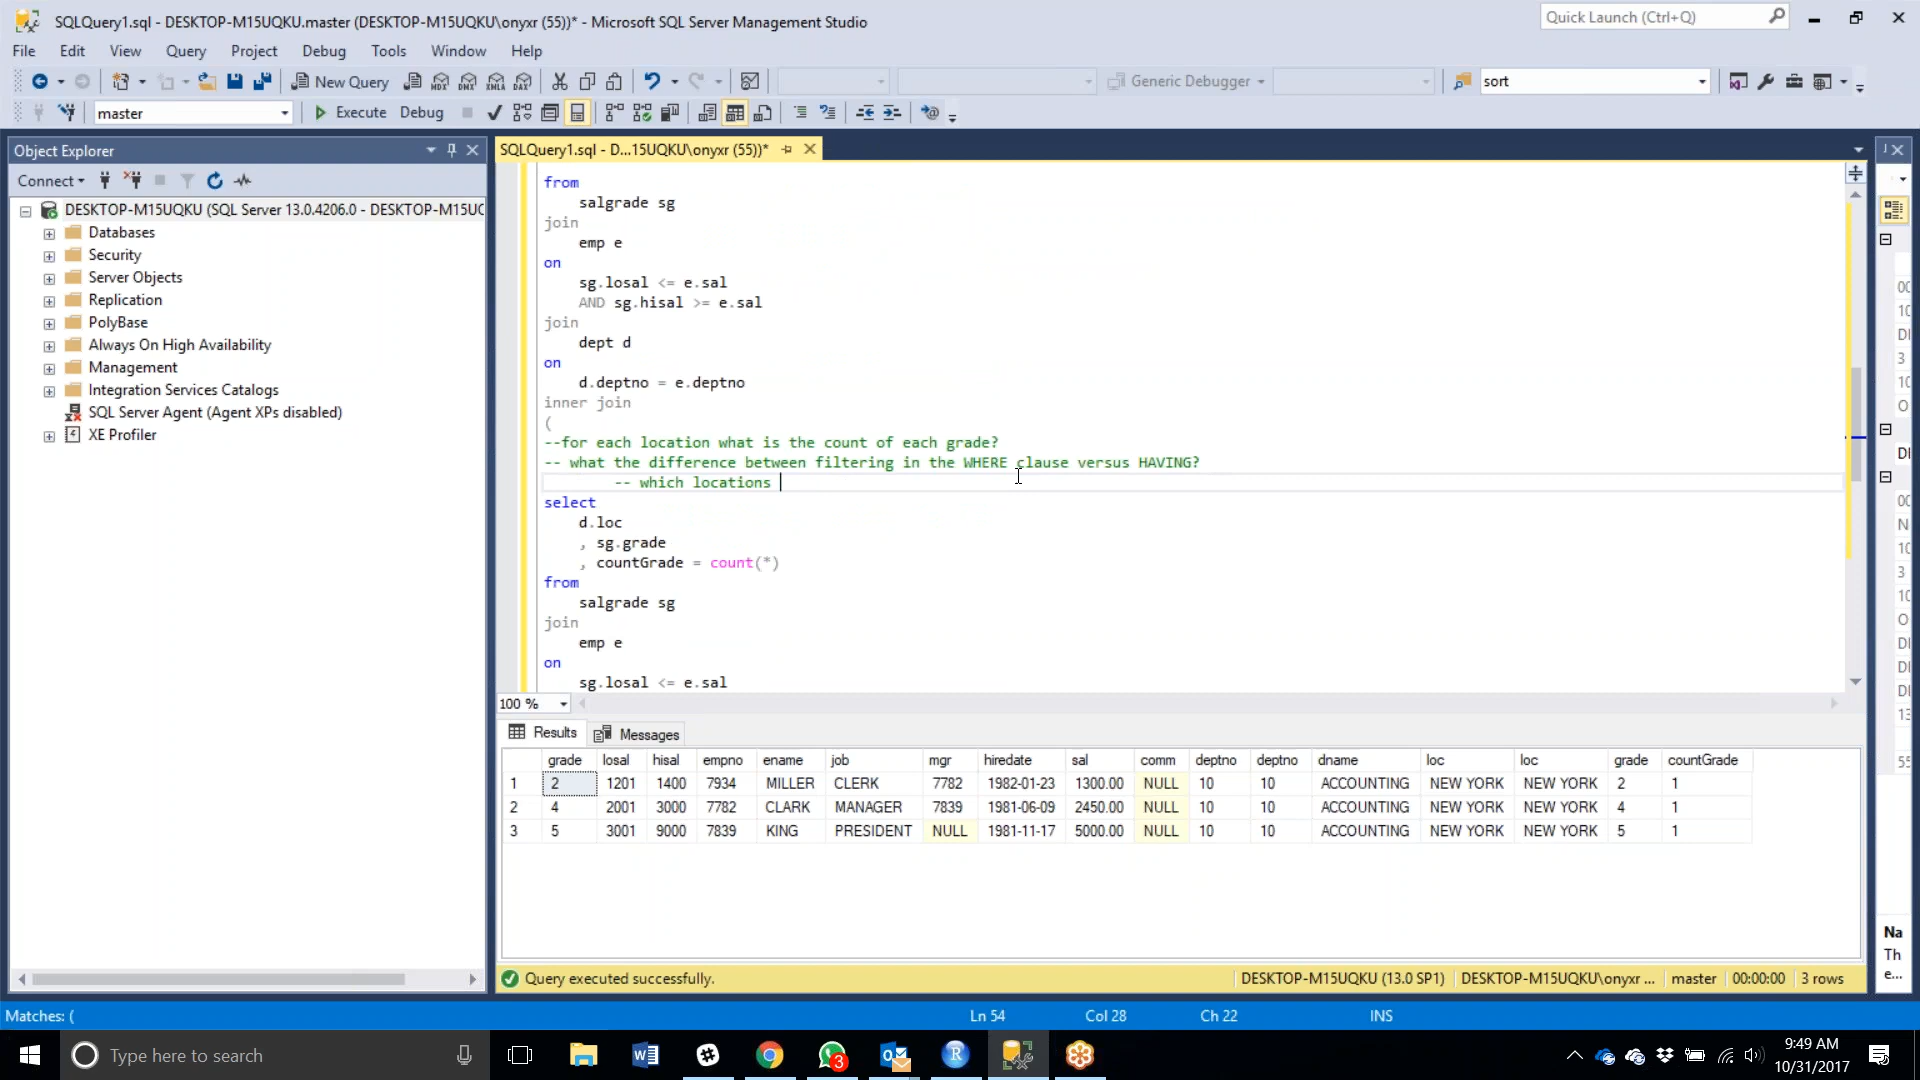 SQLQuery1.sql - DESKTOP-M15UQKU.master (DESKTOP-M15UQKU\onyxr (55))* - Microsoft SQL Server Management Studio
Quick Launch (Ctrl+Q)
File Edit View Query Project Debug Tools Window Help
New Query MDX DMX XMLA DAX Generic Debugger sort
master Execute Debug
Object Explorer
SQLQuery1.sql - D...15UQKU\onyxr (55))*
Connect
DESKTOP-M15UQKU (SQL Server 13.0.4206.0 - DESKTOP-M15UQ
Databases
Security
Server Objects
Replication
PolyBase
Always On High Availability
Management
Integration Services Catalogs
SQL Server Agent (Agent XPs disabled)
XE Profiler
from
salgrade sg
join
emp e
on
sg.losal <= e.sal
AND sg.hisal >= e.sal
join
dept d
on
d.deptno = e.deptno
inner join
(
--for each location what is the count of each grade?
-- what the difference between filtering in the WHERE clause versus HAVING?
-- which locations
select
d.loc
, sg.grade
, countGrade = count(*)
from
salgrade sg
join
emp e
on
sg.losal <= e.sal
100 %
Results Messages
grade losal hisal empno ename job mgr hiredate sal comm deptno deptno dname loc loc grade countGrade
1 2 1201 1400 7934 MILLER CLERK 7782 1982-01-23 1300.00 NULL 10 10 ACCOUNTING NEW YORK NEW YORK 2 1
2 4 2001 3000 7782 CLARK MANAGER 7839 1981-06-09 2450.00 NULL 10 10 ACCOUNTING NEW YORK NEW YORK 4 1
3 5 3001 9000 7839 KING PRESIDENT NULL 1981-11-17 5000.00 NULL 10 10 ACCOUNTING NEW YORK NEW YORK 5 1
Na
Th
e...
Query executed successfully.
DESKTOP-M15UQKU (13.0 SP1) DESKTOP-M15UQKU\onyxr ... master 00:00:00 3 rows
Matches: (
Ln 54 Col 28 Ch 22 INS
Type here to search
3
9:49 AM
10/31/2017